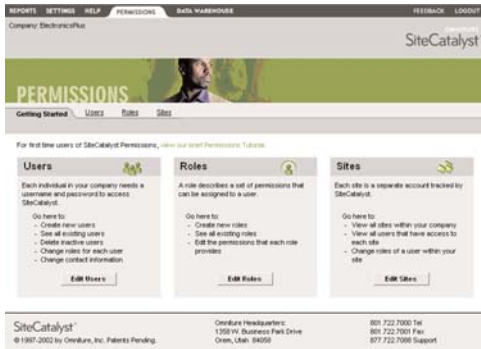 REPORTS SETTINGS HELP PERMISSIONS DATA WAREHOUSE FEEDBACK LOGOUT
Company: ElectronicsPlus
SiteCatalyst
PERMISSIONS
Getting Started Users Roles Sites
For first time users of SiteCatalyst Permissions, view our brief Permissions Tutorial.
Users
Each individual in your company needs a
username and password to access
SiteCatalyst.
Go here to:
- Create new users
- See all existing users
- Delete inactive users
- Change roles for each user
- Change contact information
Edit Users
Roles
A role describes a set of permissions that
can be assigned to a user.
Go here to:
- Create new roles
- See all existing roles
- Edit the permissions that each role
provides
Edit Roles
Sites
Each site is a separate account tracked by
SiteCatalyst.
Go here to:
- View all sites within your company
- View all users that have access to
each site
- Change roles of a user within your
site
Edit Sites
SiteCatalyst
© 1997-2002 by Omniture, Inc. Patents Pending.
Omniture Headquarters:
1358 W. Business Park Drive
Orem, Utah 84058
801.722.7000 Tel
801.722.7001 Fax
877.722.7088 Support